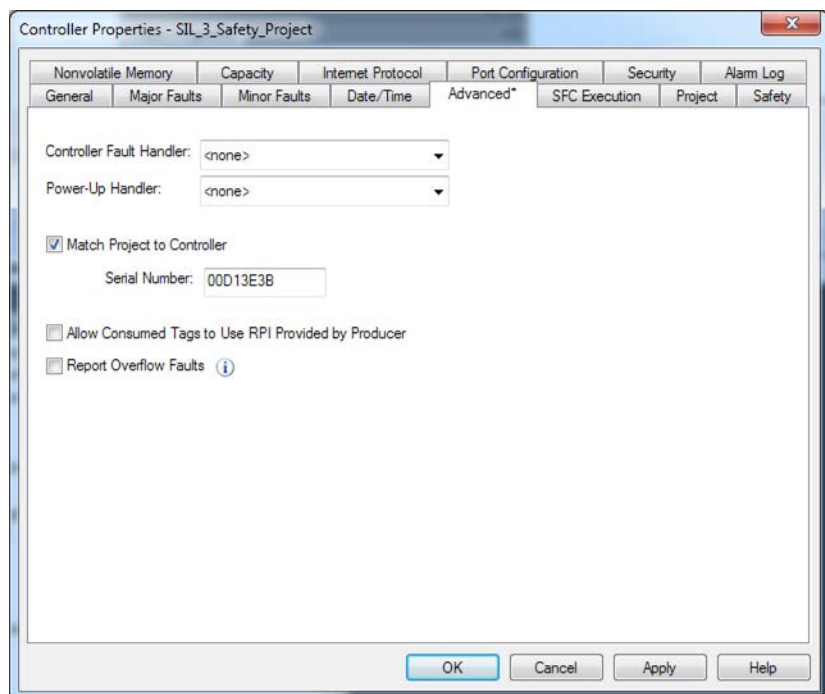 Controller Properties - SIL_3_Safety_Project
Nonvolatile Memory Capacity Internet Protocol Port Configuration Security Alarm Log
General Major Faults Minor Faults Date/Time Advanced* SFC Execution Project Safety
Controller Fault Handler: <none>
Power-Up Handler: <none>
Match Project to Controller
Serial Number: 00D13E3B
Allow Consumed Tags to Use RPI Provided by Producer
Report Overflow Faults i
OK Cancel Apply Help